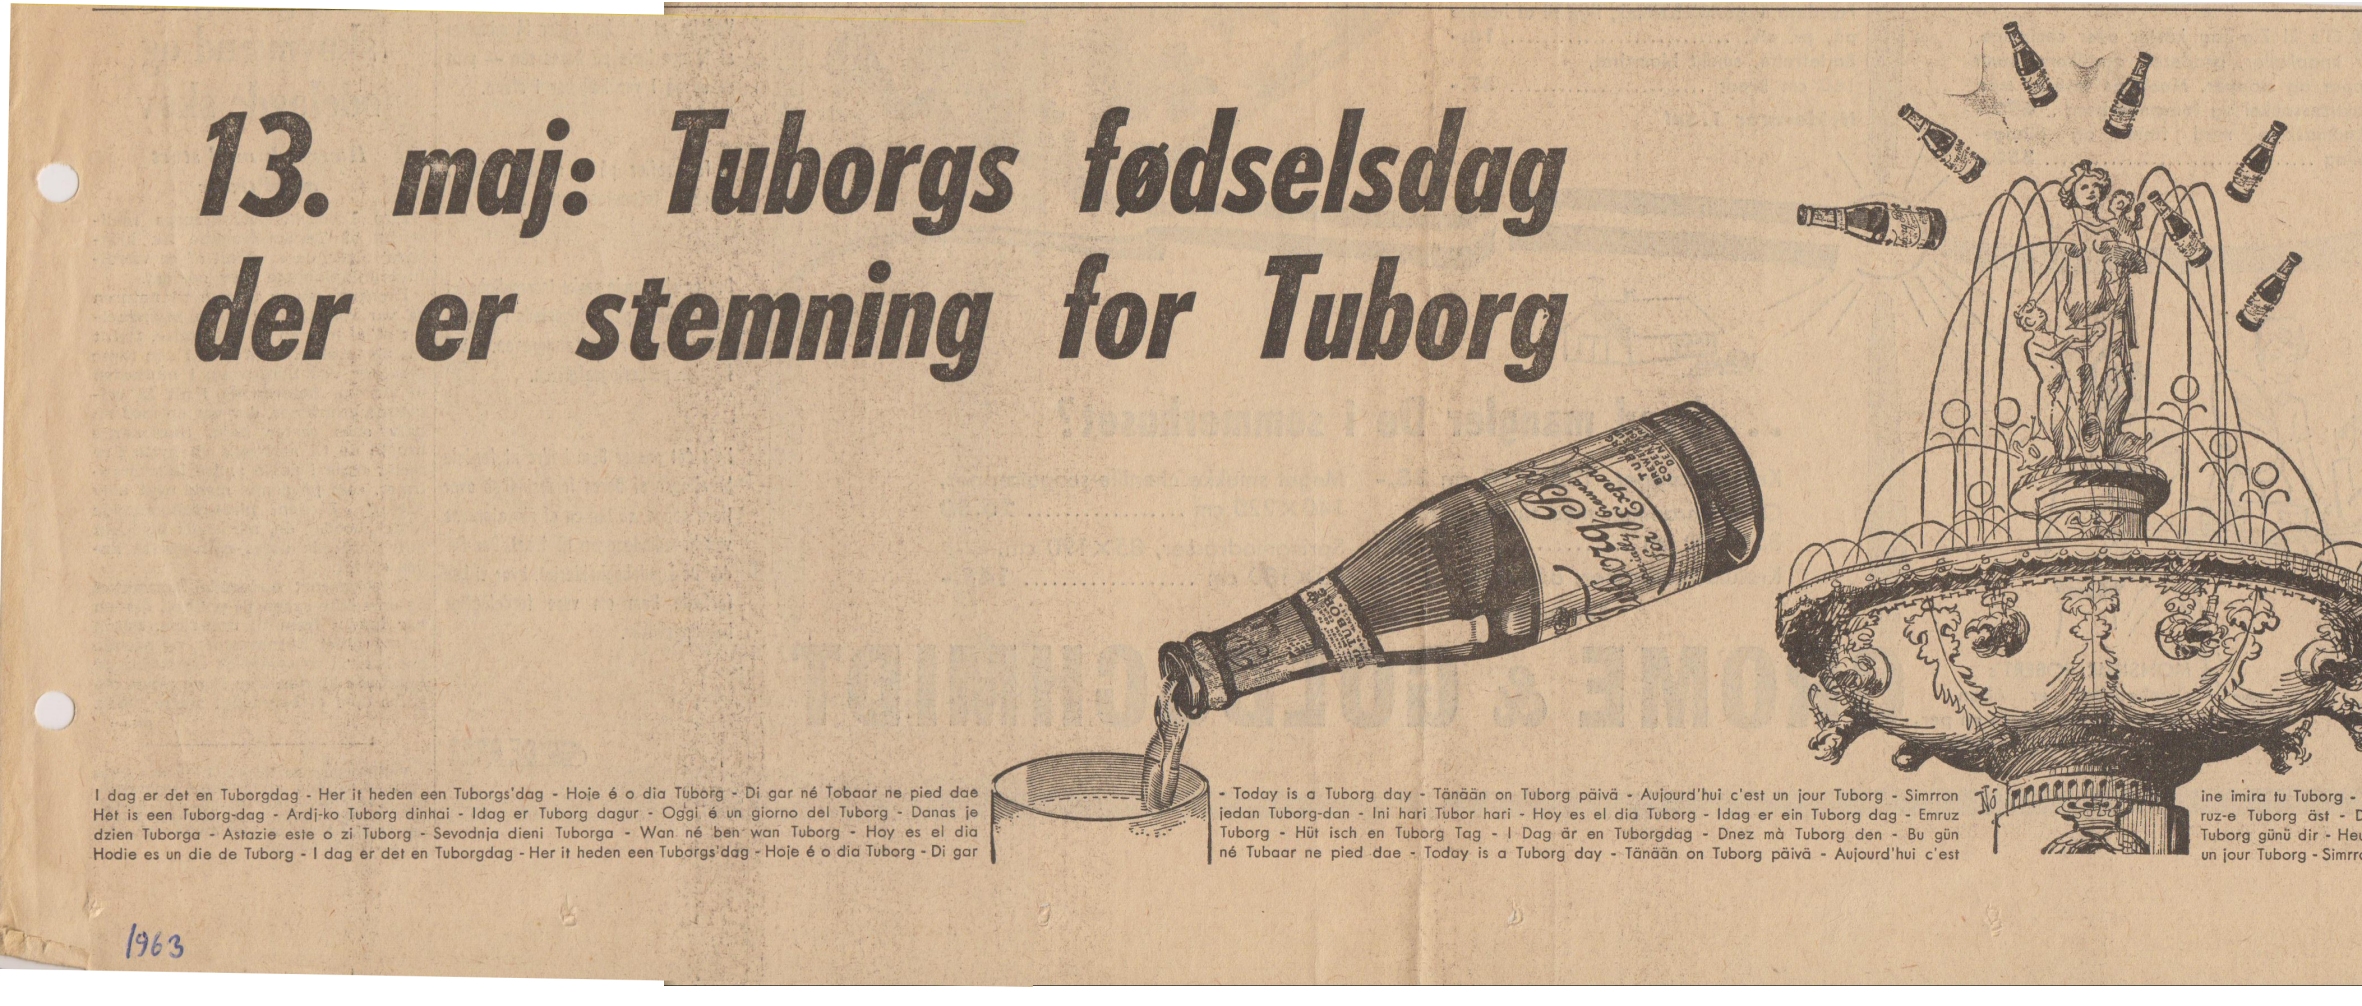 13. maj: Tuborgs fødselsdag
der er stemning for Tuborg
I dag er det en Tuborgdag - Her it heden een Tuborgs'dag - Hoje é o dia Tuborg - Di gar né Tobaar ne pied dae - Today is a Tuborg day - Tänään on Tuborg päivä - Aujourd'hui c'est un jour Tuborg - Simrron ine imira tu Tuborg -
Het is een Tuborg-dag - Ardj-ko Tuborg dinhai - Idag er Tuborg dagur - Oggi é un giorno del Tuborg - Danas je jedan Tuborg-dan - Ini hari Tubor hari - Hoy es el dia Tuborg - Idag er ein Tuborg dag - Emruz ruz-e Tuborg äst - D
dzien Tuborga - Astazie este o zi Tuborg - Sevodnja dieni Tuborga - Wan né ben wan Tuborg - Hoy es el dia Tuborg - Hüt isch en Tuborg Tag - I Dag är en Tuborgdag - Dnez mà Tuborg den - Bu gün Tuborg günü dir - Heu
Hodie es un die de Tuborg - I dag er det en Tuborgdag - Her it heden een Tuborgs'dag - Hoje é o dia Tuborg - Di gar né Tubaar ne pied dae - Today is a Tuborg day - Tänään on Tuborg päivä - Aujourd'hui c'est un jour Tuborg - Simrro
1963